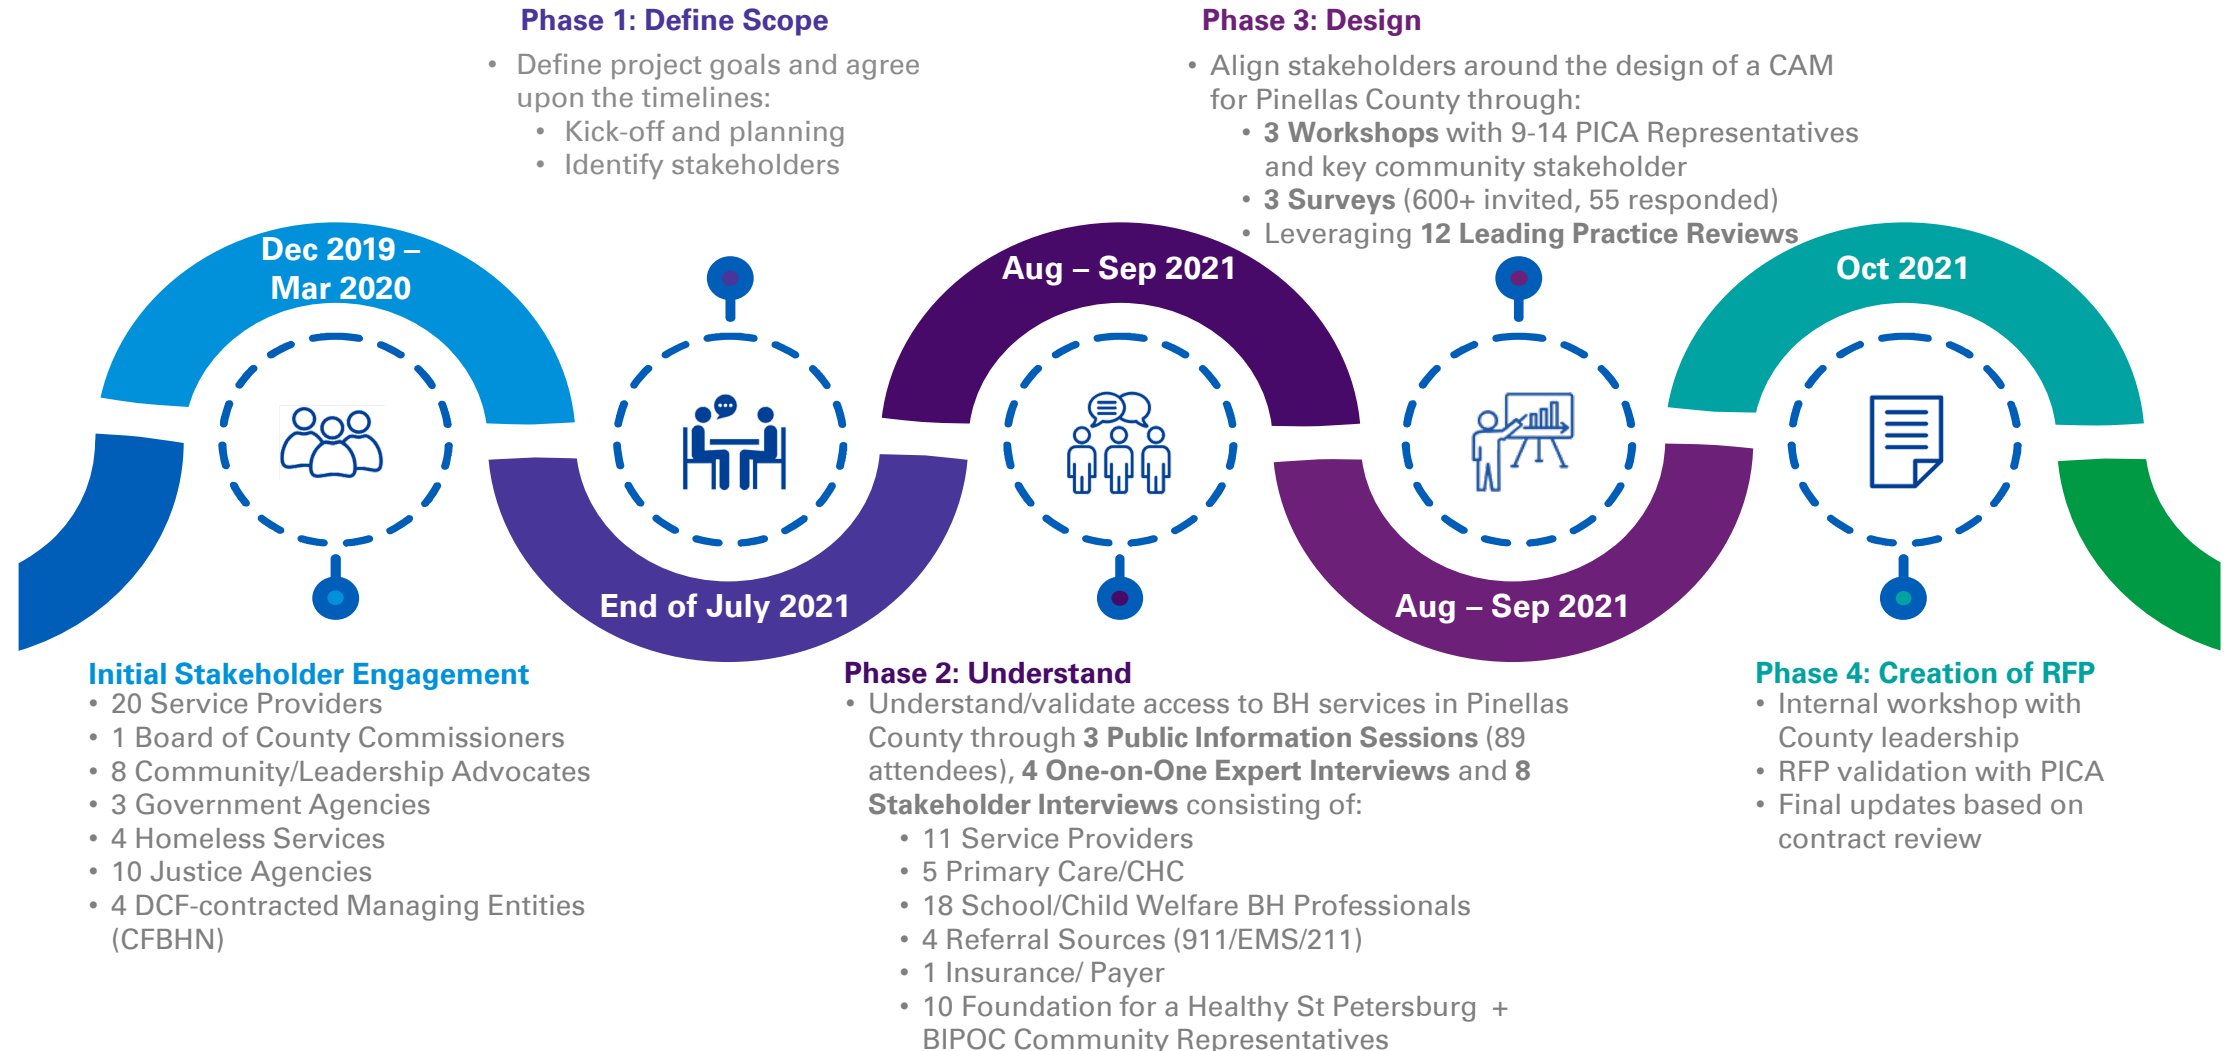 Phase 1: Define Scope
• Define project goals and agree
upon the timelines:
• Kick-off and planning
• Identify stakeholders
Phase 3: Design
• Align stakeholders around the design of a CAM
for Pinellas County through:
• 3 Workshops with 9-14 PICA Representatives
and key community stakeholder
• 3 Surveys (600+ invited, 55 responded)
• Leveraging 12 Leading Practice Reviews
Dec 2019 –
Mar 2020
End of July 2021
Aug – Sep 2021
Aug – Sep 2021
Oct 2021
Initial Stakeholder Engagement
• 20 Service Providers
• 1 Board of County Commissioners
• 8 Community/Leadership Advocates
• 3 Government Agencies
• 4 Homeless Services
• 10 Justice Agencies
• 4 DCF-contracted Managing Entities
(CFBHN)
Phase 2: Understand
• Understand/validate access to BH services in Pinellas
County through 3 Public Information Sessions (89
attendees), 4 One-on-One Expert Interviews and 8
Stakeholder Interviews consisting of:
• 11 Service Providers
• 5 Primary Care/CHC
• 18 School/Child Welfare BH Professionals
• 4 Referral Sources (911/EMS/211)
• 1 Insurance/ Payer
• 10 Foundation for a Healthy St Petersburg +
BIPOC Community Representatives
Phase 4: Creation of RFP
• Internal workshop with
County leadership
• RFP validation with PICA
• Final updates based on
contract review